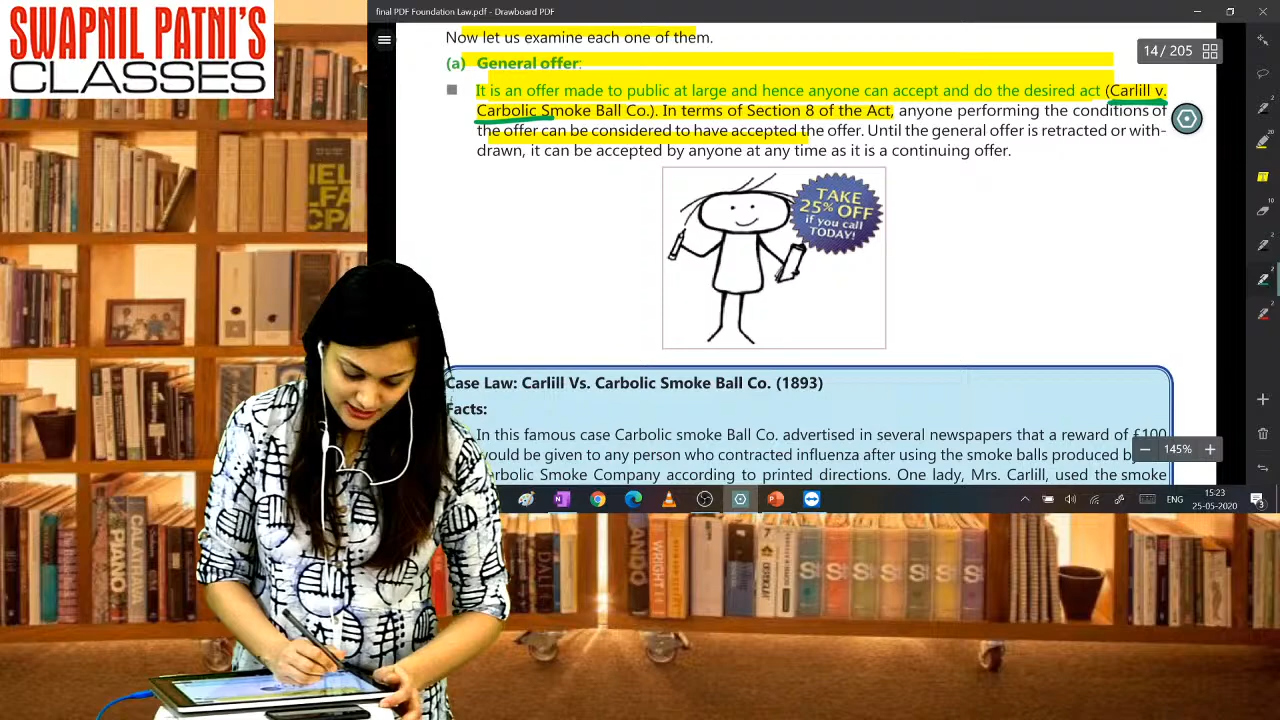 SWAPNIL PATNI'S
CLASSES
final PDF Foundation Law.pdf - Drawboard PDF
14 / 205
Now let us examine each one of them.
(a) General offer:
It is an offer made to public at large and hence anyone can accept and do the desired act (Carlill v.
Carbolic Smoke Ball Co.). In terms of Section 8 of the Act, anyone performing the conditions of
the offer can be considered to have accepted the offer. Until the general offer is retracted or with-
drawn, it can be accepted by anyone at any time as it is a continuing offer.
TAKE
25% OFF
if you call
TODAY!
Case Law: Carlill Vs. Carbolic Smoke Ball Co. (1893)
Facts:
In this famous case Carbolic smoke Ball Co. advertised in several newspapers that a reward of £100
would be given to any person who contracted influenza after using the smoke balls produced
145%
Carbolic Smoke Company according to printed directions. One lady, Mrs. Carlill, used the smoke
ENG
15:23
25-05-2020
PIANO
CATALANA
WRIGHT